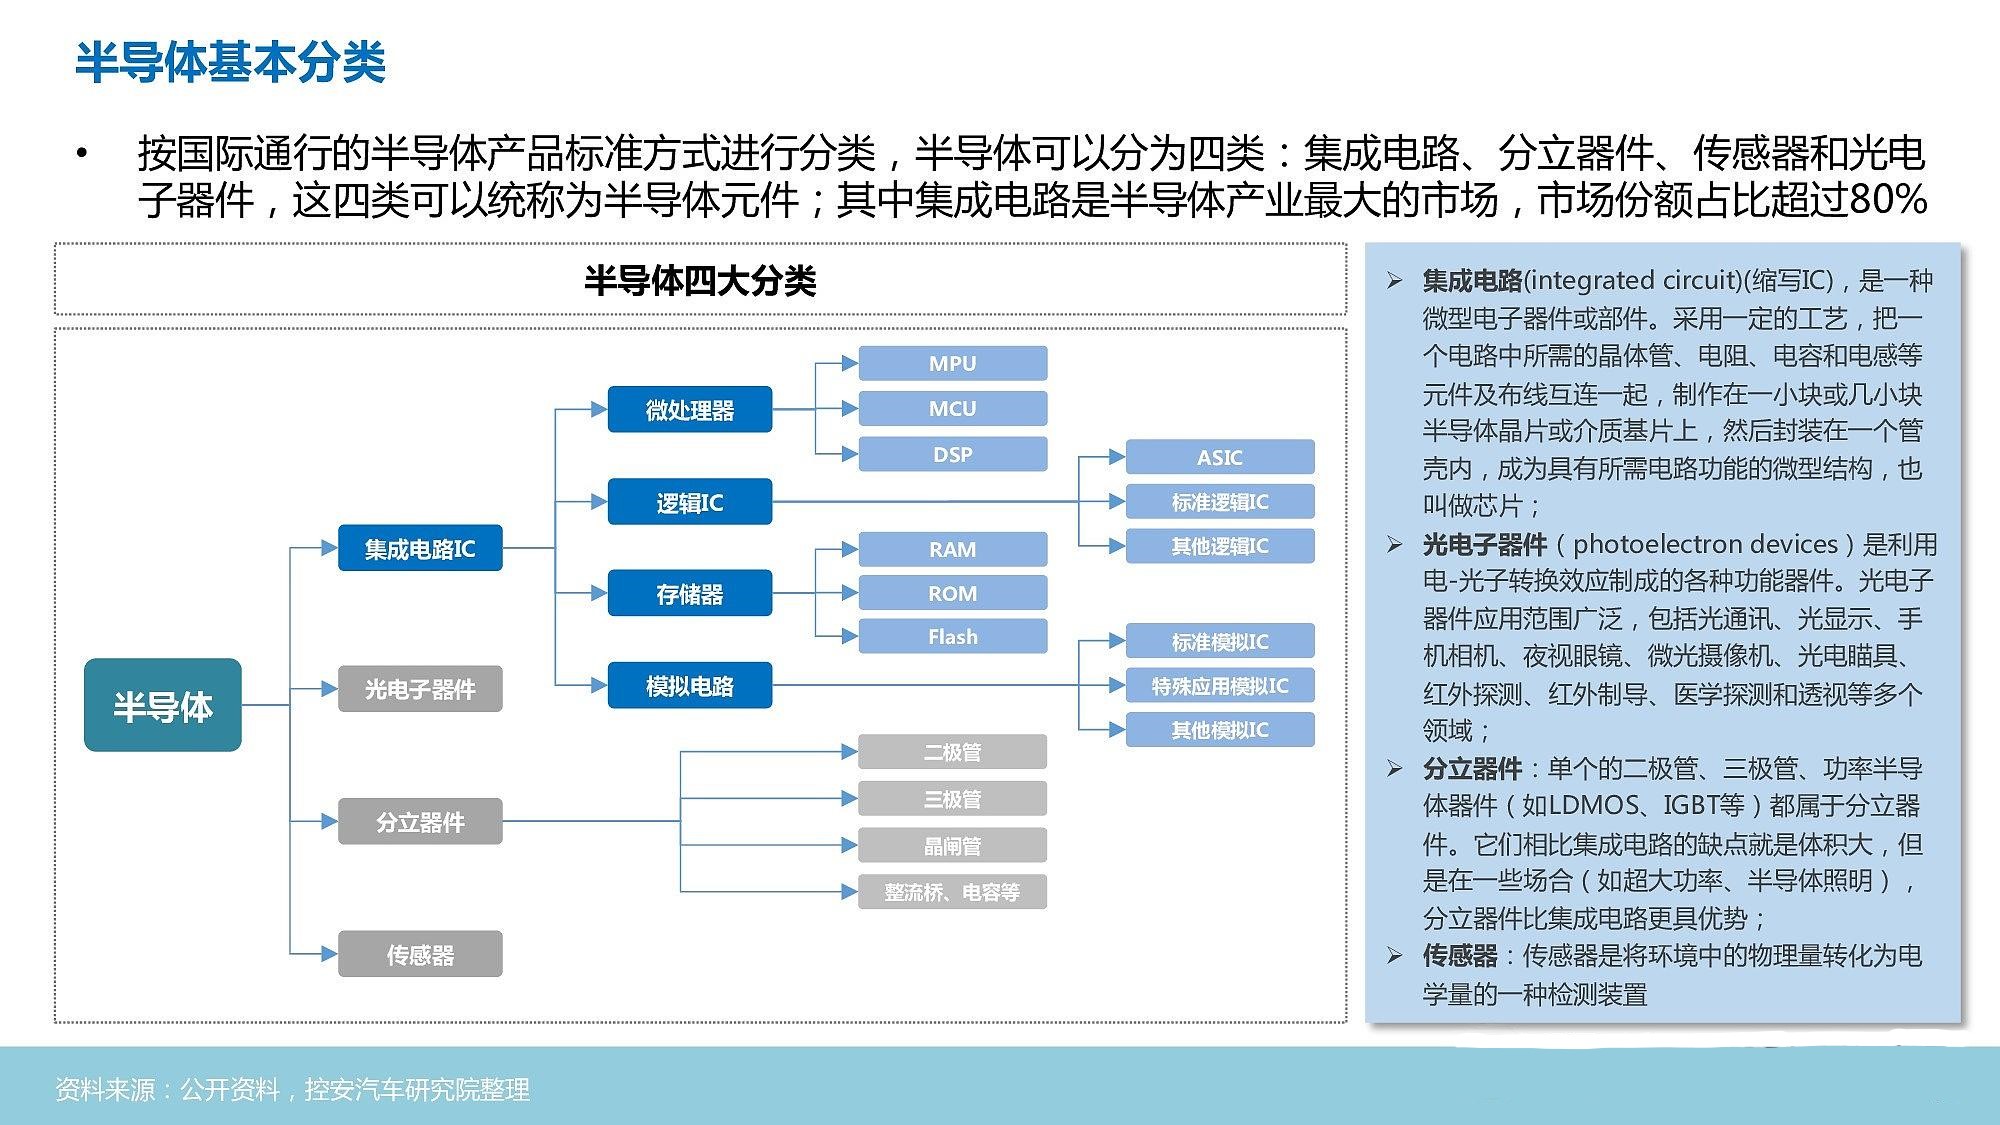 半导体基本分类
• 按国际通行的半导体产品标准方式进行分类，半导体可以分为四类：集成电路、分立器件、传感器和光电
子器件，这四类可以统称为半导体元件；其中集成电路是半导体产业最大的市场，市场份额占比超过80%
半导体四大分类
半导体
集成电路IC
光电子器件
分立器件
传感器
微处理器
逻辑IC
存储器
模拟电路
MPU
MCU
DSP
ASIC
标准逻辑IC
其他逻辑IC
RAM
ROM
Flash
标准模拟IC
特殊应用模拟IC
其他模拟IC
二极管
三极管
晶闸管
整流桥、电容等
➢ 集成电路(integrated circuit)(缩写IC)，是一种
微型电子器件或部件。采用一定的工艺，把一
个电路中所需的晶体管、电阻、电容和电感等
元件及布线互连一起，制作在一小块或几小块
半导体晶片或介质基片上，然后封装在一个管
壳内，成为具有所需电路功能的微型结构，也
叫做芯片；
➢ 光电子器件（photoelectron devices）是利用
电-光子转换效应制成的各种功能器件。光电子
器件应用范围广泛，包括光通讯、光显示、手
机相机、夜视眼镜、微光摄像机、光电瞄具、
红外探测、红外制导、医学探测和透视等多个
领域；
➢ 分立器件：单个的二极管、三极管、功率半导
体器件（如LDMOS、IGBT等）都属于分立器
件。它们相比集成电路的缺点就是体积大，但
是在一些场合（如超大功率、半导体照明），
分立器件比集成电路更具优势；
➢ 传感器：传感器是将环境中的物理量转化为电
学量的一种检测装置
资料来源：公开资料，控安汽车研究院整理